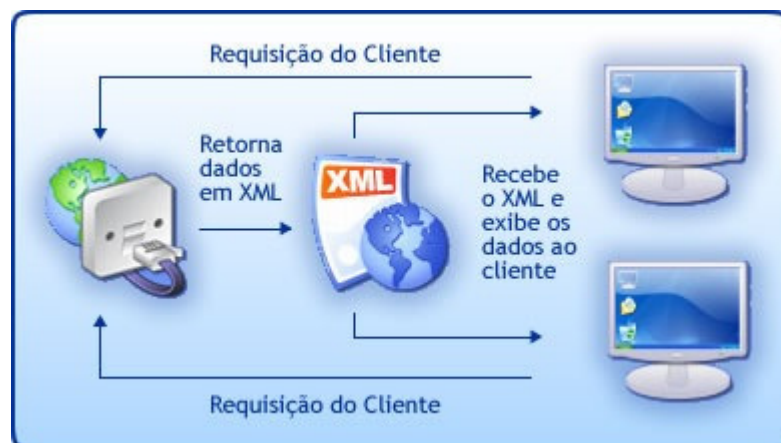 Requisição do Cliente
Retorna
dados
em XML
XML
Recebe
o XML e
exibe os
dados ao
cliente
Requisição do Cliente